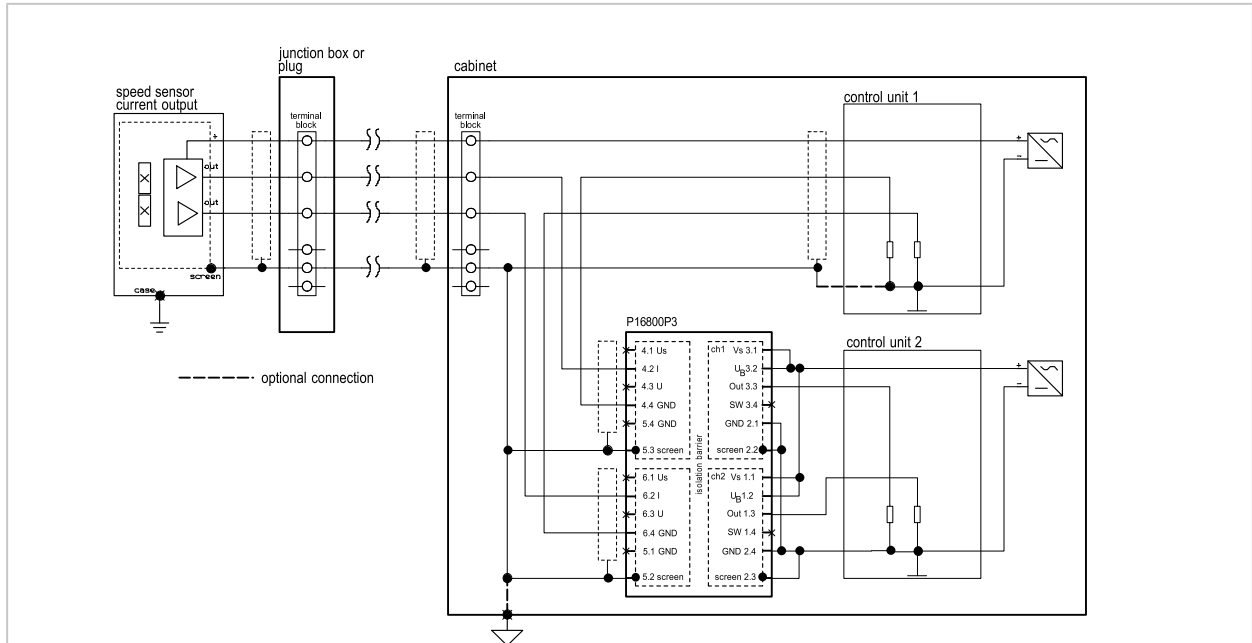 junction box or
plug
cabinet
speed sensor
current output
terminal
block
terminal
block
control unit 1
+
out
out
screen
case
+
-
P16800P3
optional connection
4.1 Us
4.2 I
4.3 U
4.4 GND
5.4 GND
5.3 screen
6.1 Us
6.2 I
6.3 U
6.4 GND
5.1 GND
5.2 screen
isolation barrier
ch1 Vs 3.1
UB3.2
Out 3.3
SW 3.4
GND 2.1
screen 2.2
ch2 Vs 1.1
UB1.2
Out 1.3
SW 1.4
GND 2.4
screen 2.3
control unit 2
+
-